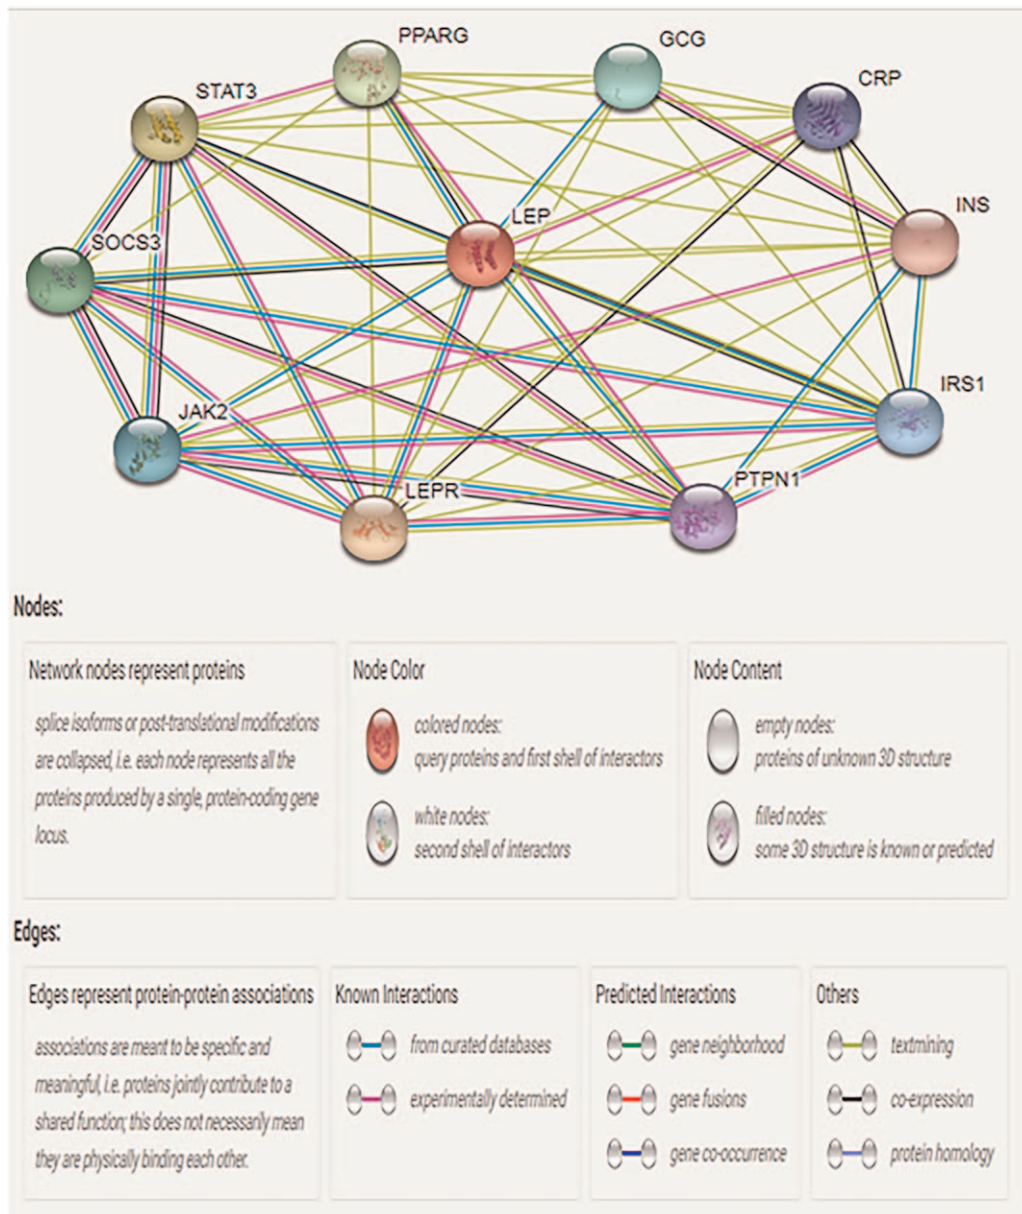 PPARG
GCG
STAT3
CRP
LEP
INS
SOCS3
IRS1
JAK2
LEPR
PTPN1
Nodes:
Network nodes represent proteins
splice isoforms or post-translational modifications
are collapsed, i.e. each node represents all the
proteins produced by a single, protein-coding gene
locus.
Node Color
colored nodes:
query proteins and first shell of interactors
white nodes:
second shell of interactors
Node Content
empty nodes:
proteins of unknown 3D structure
filled nodes:
some 3D structure is known or predicted
Edges:
Edges represent protein-protein associations
associations are meant to be specific and
meaningful, i.e. proteins jointly contribute to a
shared function; this does not necessarily mean
they are physically binding each other.
Known Interactions
from curated databases
experimentally determined
Predicted Interactions
gene neighborhood
gene fusions
gene co-occurrence
Others
textmining
co-expression
protein homology